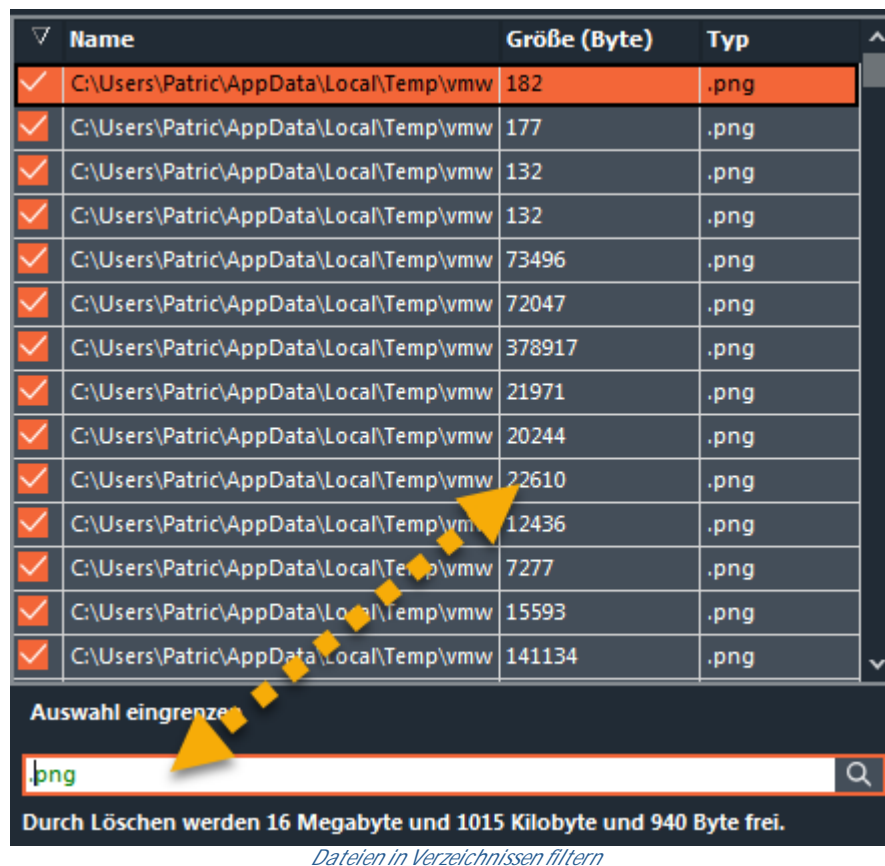 Name Größe (Byte) Typ
C:\Users\Patric\AppData\Local\Temp\vmw 182 .png
C:\Users\Patric\AppData\Local\Temp\vmw 177 .png
C:\Users\Patric\AppData\Local\Temp\vmw 132 .png
C:\Users\Patric\AppData\Local\Temp\vmw 132 .png
C:\Users\Patric\AppData\Local\Temp\vmw 73496 .png
C:\Users\Patric\AppData\Local\Temp\vmw 72047 .png
C:\Users\Patric\AppData\Local\Temp\vmw 378917 .png
C:\Users\Patric\AppData\Local\Temp\vmw 21971 .png
C:\Users\Patric\AppData\Local\Temp\vmw 20244 .png
C:\Users\Patric\AppData\Local\Temp\vmw 22610 .png
C:\Users\Patric\AppData\Local\Temp\vmw 12436 .png
C:\Users\Patric\AppData\Local\Temp\vmw 7277 .png
C:\Users\Patric\AppData\Local\Temp\vmw 15593 .png
C:\Users\Patric\AppData\Local\Temp\vmw 141134 .png
Auswahl eingrenzen
.png
Durch Löschen werden 16 Megabyte und 1015 Kilobyte und 940 Byte frei.
Dateien in Verzeichnissen filtern